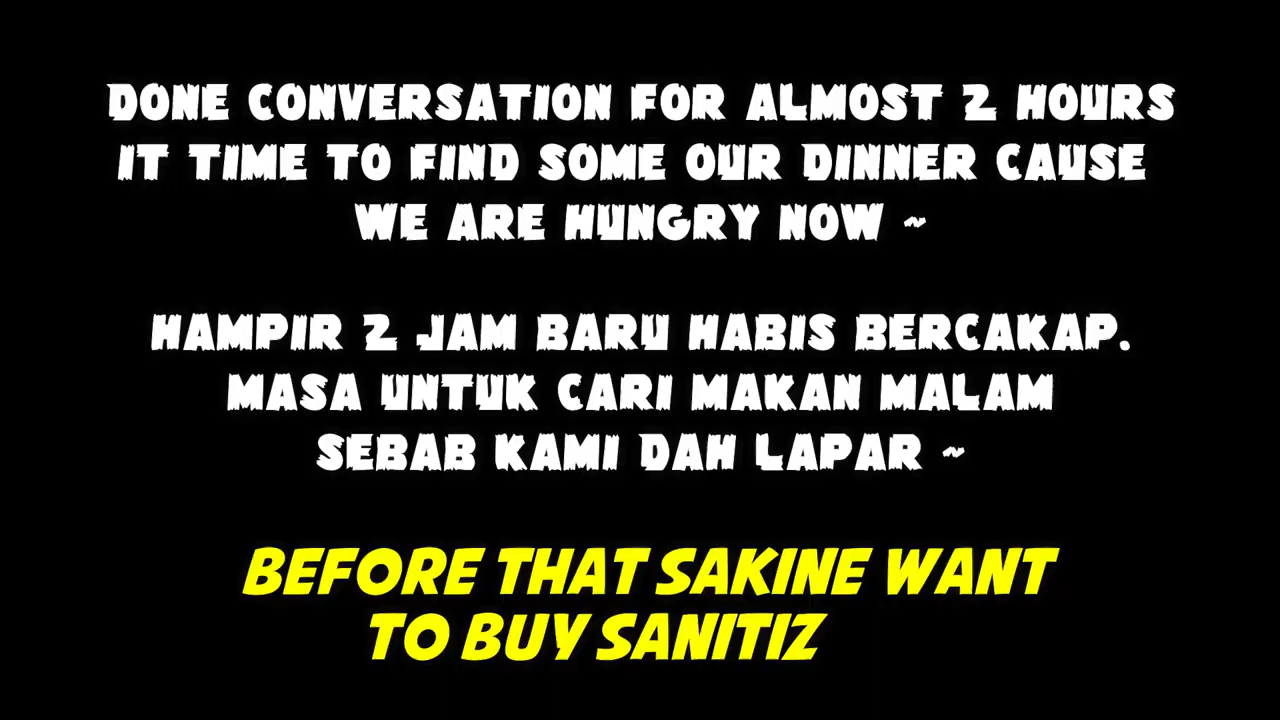 DONE CONVERSATION FOR ALMOST 2 HOURS
IT TIME TO FIND SOME OUR DINNER CAUSE
WE ARE HUNGRY NOW ~
HAMPIR 2 JAM BARU HABIS BERCAKAP.
MASA UNTUK CARI MAKAN MALAM
SEBAB KAMI DAH LAPAR ~
BEFORE THAT SAKINE WANT
TO BUY SANITIZ